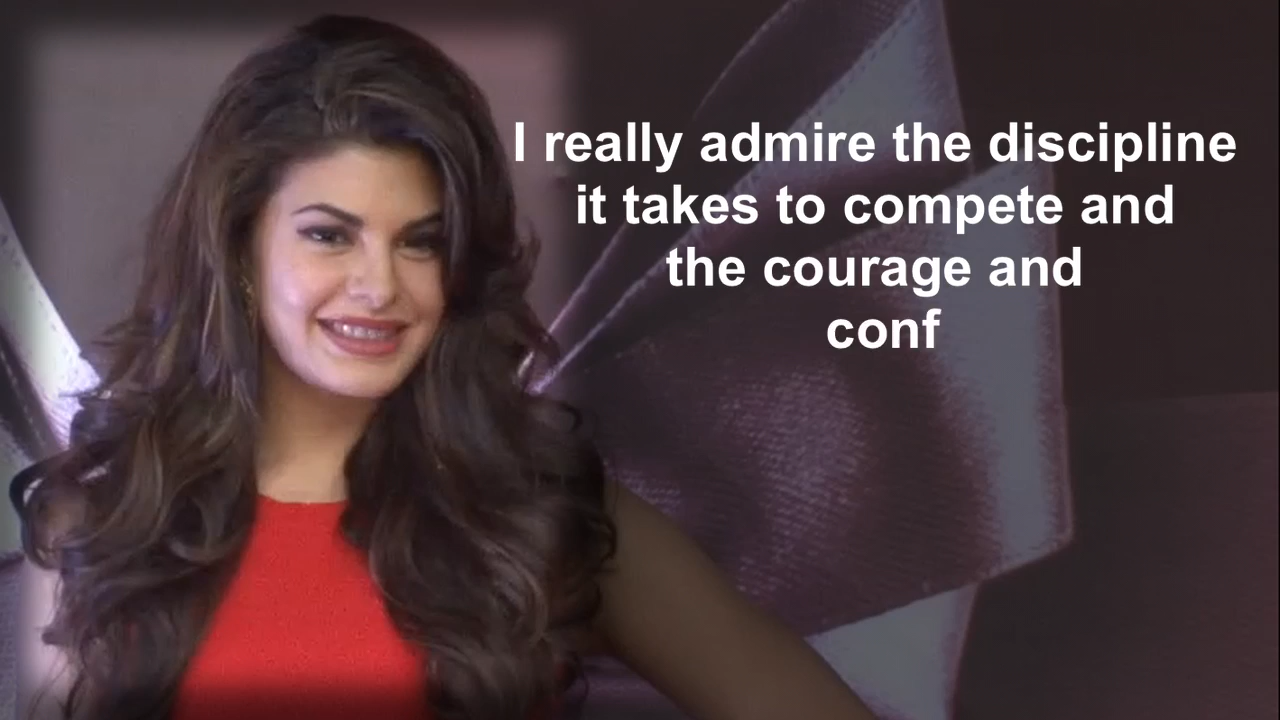 I really admire the discipline
it takes to compete and
the courage and
conf